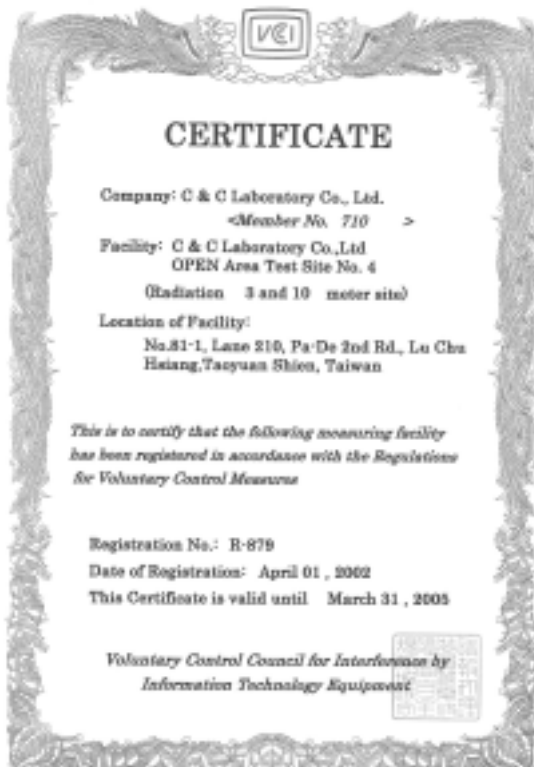 VCCI
CERTIFICATE
Company: C & C Laboratory Co., Ltd.
<Member No. 710 >
Facility: C & C Laboratory Co.,Ltd
OPEN Area Test Site No. 4
(Radiation 3 and 10 meter site)
Location of Facility:
No.81-1, Lane 210, Pa-De 2nd Rd., Lu Chu
Hsiang,Taoyuan Shien, Taiwan
This is to certify that the following measuring facility
has been registered in accordance with the Regulations
for Voluntary Control Measures
Registration No.: R-879
Date of Registration: April 01 , 2002
This Certificate is valid until March 31 , 2005
Voluntary Control Council for Interference by
Information Technology Equipment